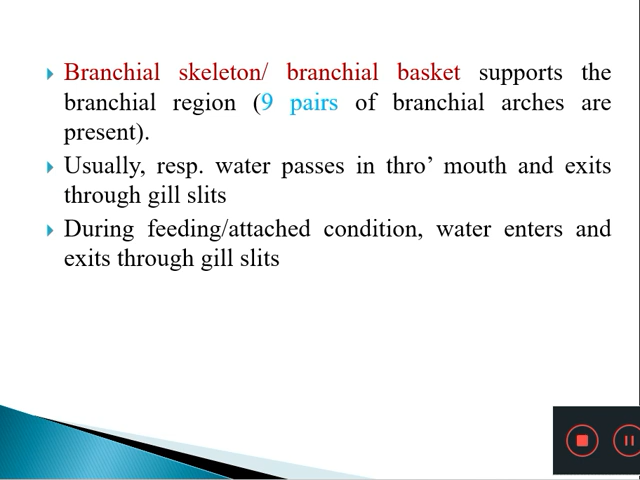 Branchial skeleton/ branchial basket supports the
branchial region (9 pairs of branchial arches are
present).
Usually, resp. water passes in thro’ mouth and exits
through gill slits
During feeding/attached condition, water enters and
exits through gill slits